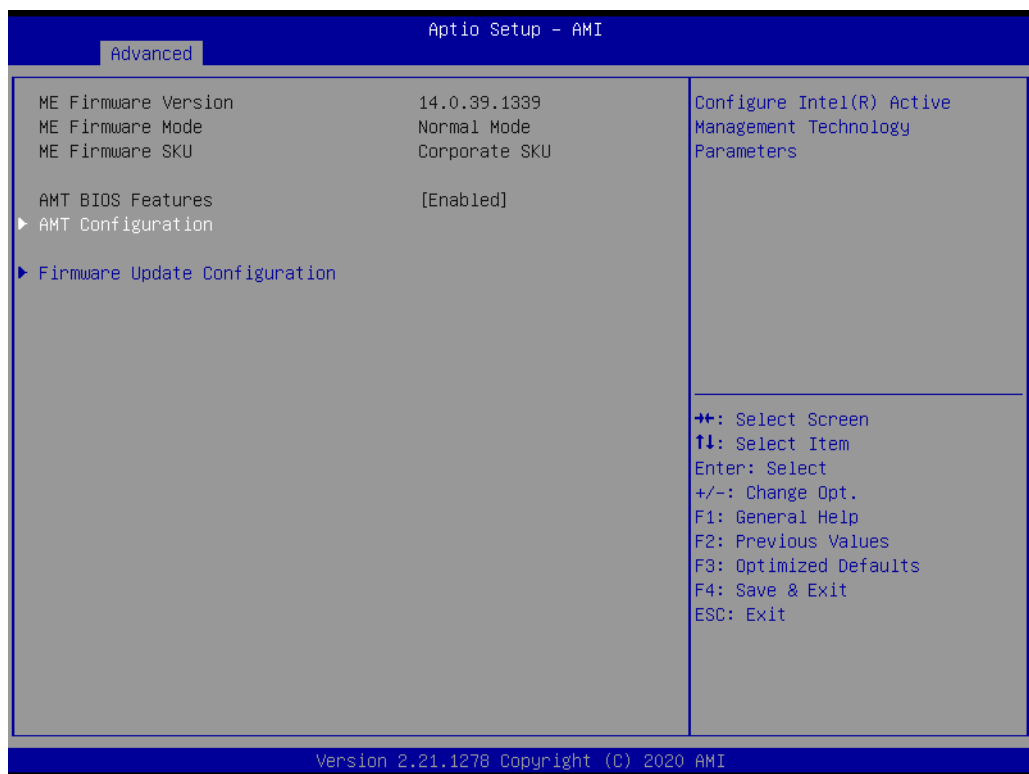 Aptio Setup – AMI
Advanced
ME Firmware Version 14.0.39.1339
ME Firmware Mode Normal Mode
ME Firmware SKU Corporate SKU
AMT BIOS Features [Enabled]
▶ AMT Configuration
▶ Firmware Update Configuration
Configure Intel(R) Active
Management Technology
Parameters
→←: Select Screen
↑↓: Select Item
Enter: Select
+/-: Change Opt.
F1: General Help
F2: Previous Values
F3: Optimized Defaults
F4: Save & Exit
ESC: Exit
Version 2.21.1278 Copyright (C) 2020 AMI